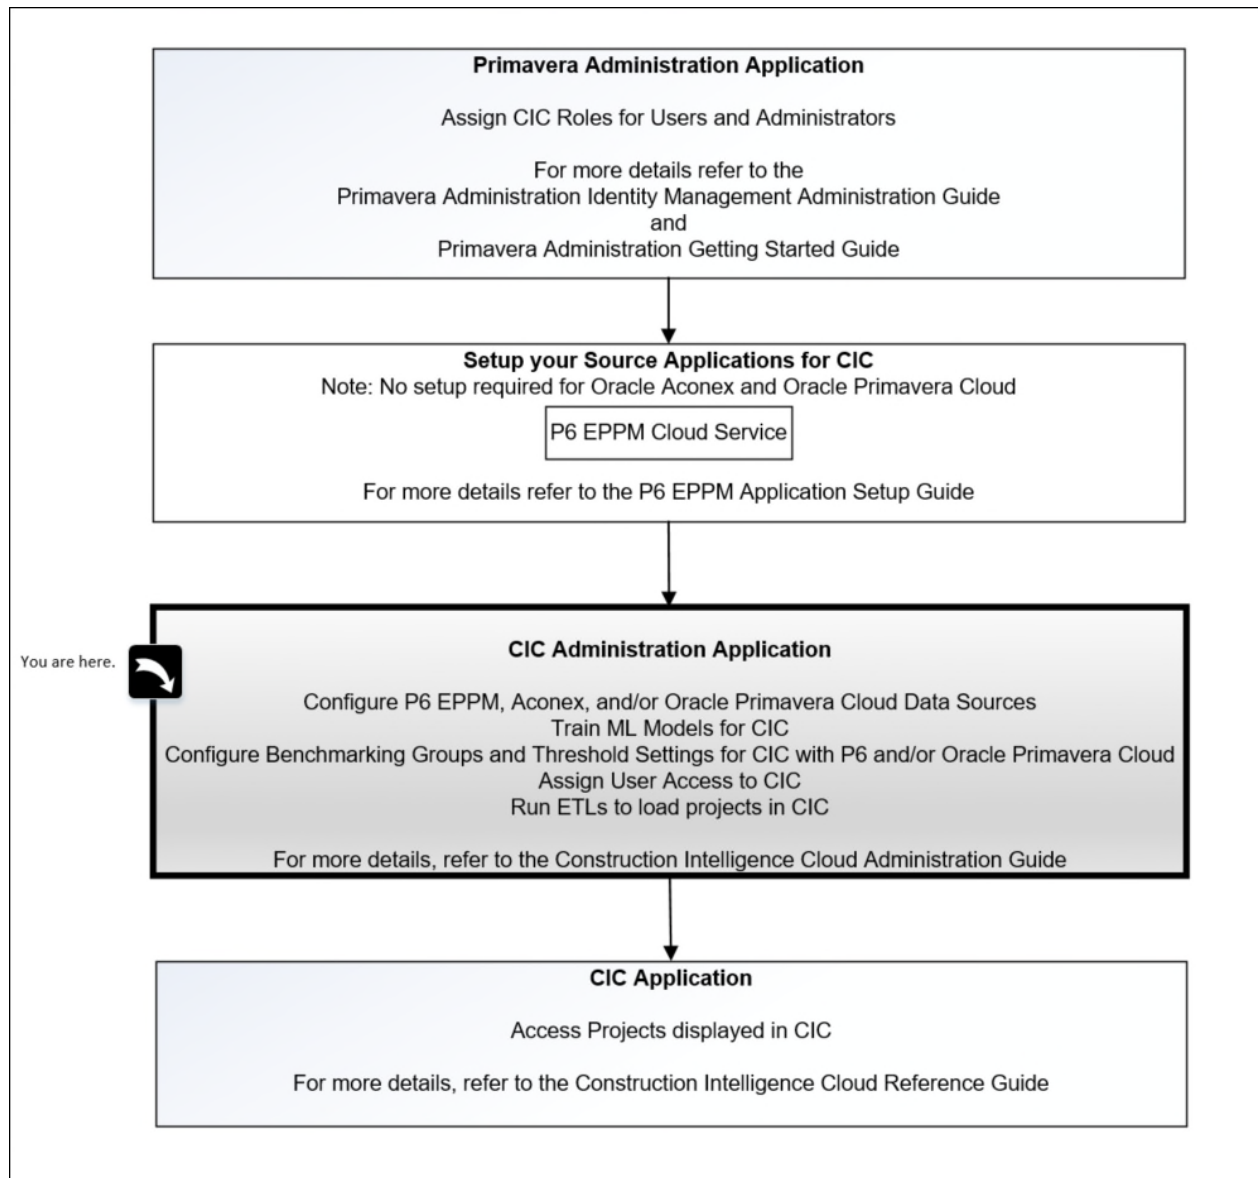 Primavera Administration Application
Assign CIC Roles for Users and Administrators
For more details refer to the
Primavera Administration Identity Management Administration Guide
and
Primavera Administration Getting Started Guide
Setup your Source Applications for CIC
Note: No setup required for Oracle Aconex and Oracle Primavera Cloud
P6 EPPM Cloud Service
For more details refer to the P6 EPPM Application Setup Guide
You are here.
CIC Administration Application
Configure P6 EPPM, Aconex, and/or Oracle Primavera Cloud Data Sources
Train ML Models for CIC
Configure Benchmarking Groups and Threshold Settings for CIC with P6 and/or Oracle Primavera Cloud
Assign User Access to CIC
Run ETLs to load projects in CIC
For more details, refer to the Construction Intelligence Cloud Administration Guide
CIC Application
Access Projects displayed in CIC
For more details, refer to the Construction Intelligence Cloud Reference Guide